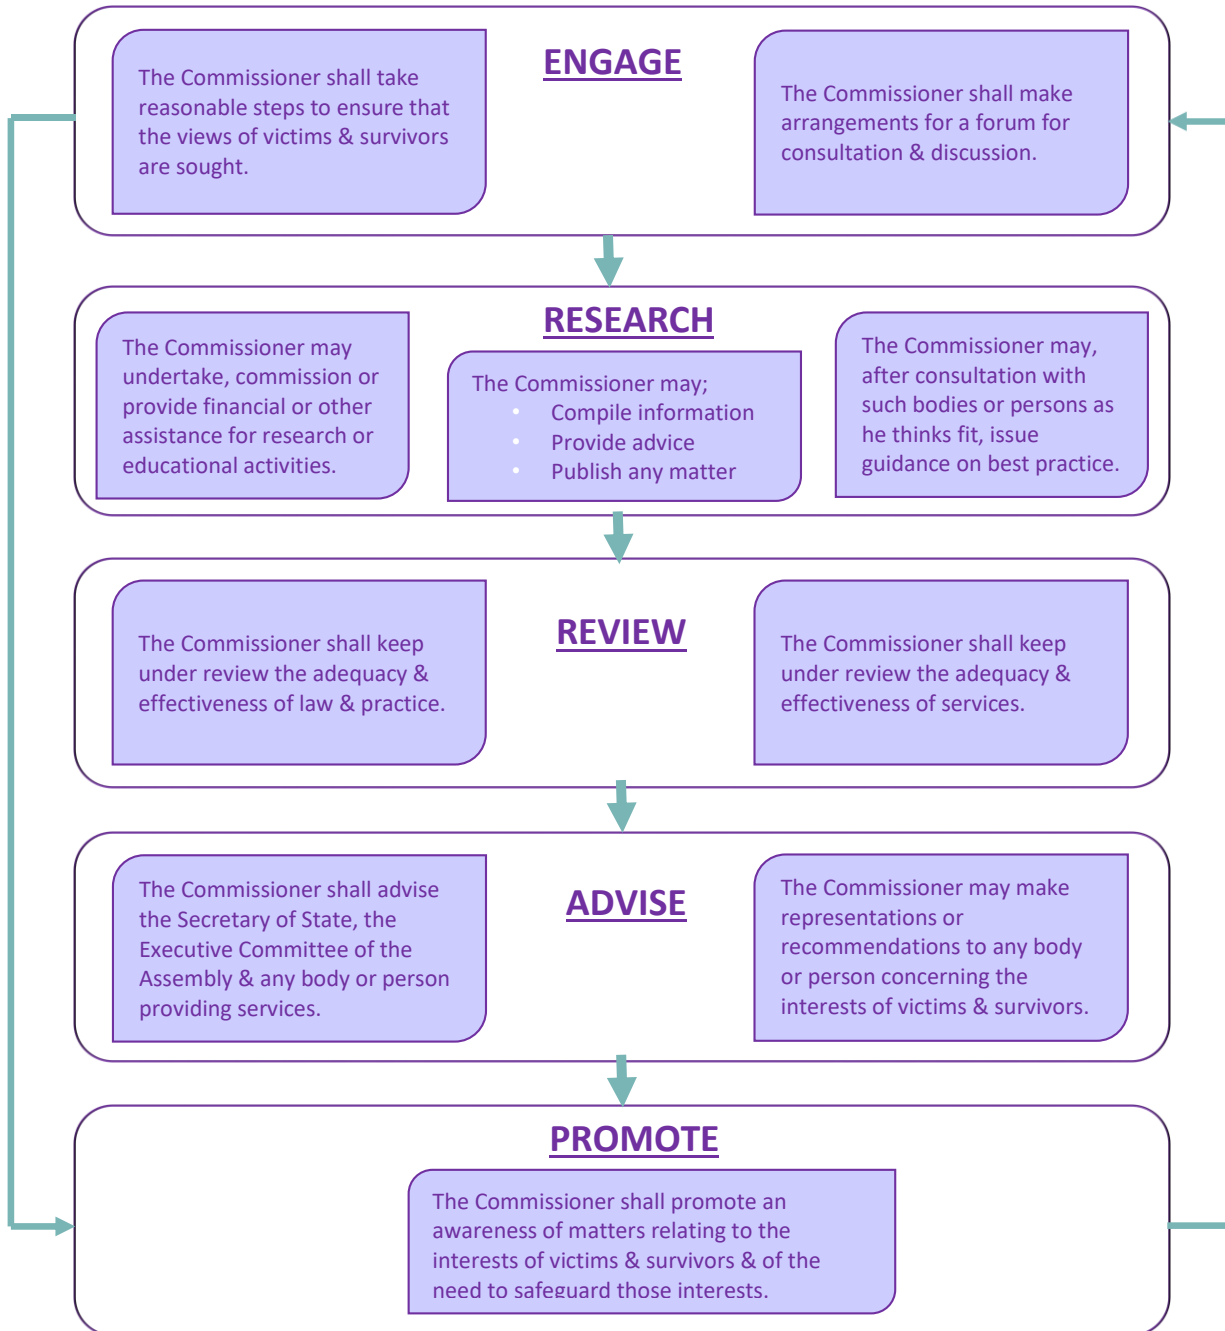 ENGAGE
The Commissioner shall take
reasonable steps to ensure that
the views of victims & survivors
are sought.
The Commissioner shall make
arrangements for a forum for
consultation & discussion.
RESEARCH
The Commissioner may
undertake, commission or
provide financial or other
assistance for research or
educational activities.
The Commissioner may;
• Compile information
• Provide advice
• Publish any matter
The Commissioner may,
after consultation with
such bodies or persons as
he thinks fit, issue
guidance on best practice.
REVIEW
The Commissioner shall keep
under review the adequacy &
effectiveness of law & practice.
The Commissioner shall keep
under review the adequacy &
effectiveness of services.
ADVISE
The Commissioner shall advise
the Secretary of State, the
Executive Committee of the
Assembly & any body or person
providing services.
The Commissioner may make
representations or
recommendations to any body
or person concerning the
interests of victims & survivors.
PROMOTE
The Commissioner shall promote an
awareness of matters relating to the
interests of victims & survivors & of the
need to safeguard those interests.